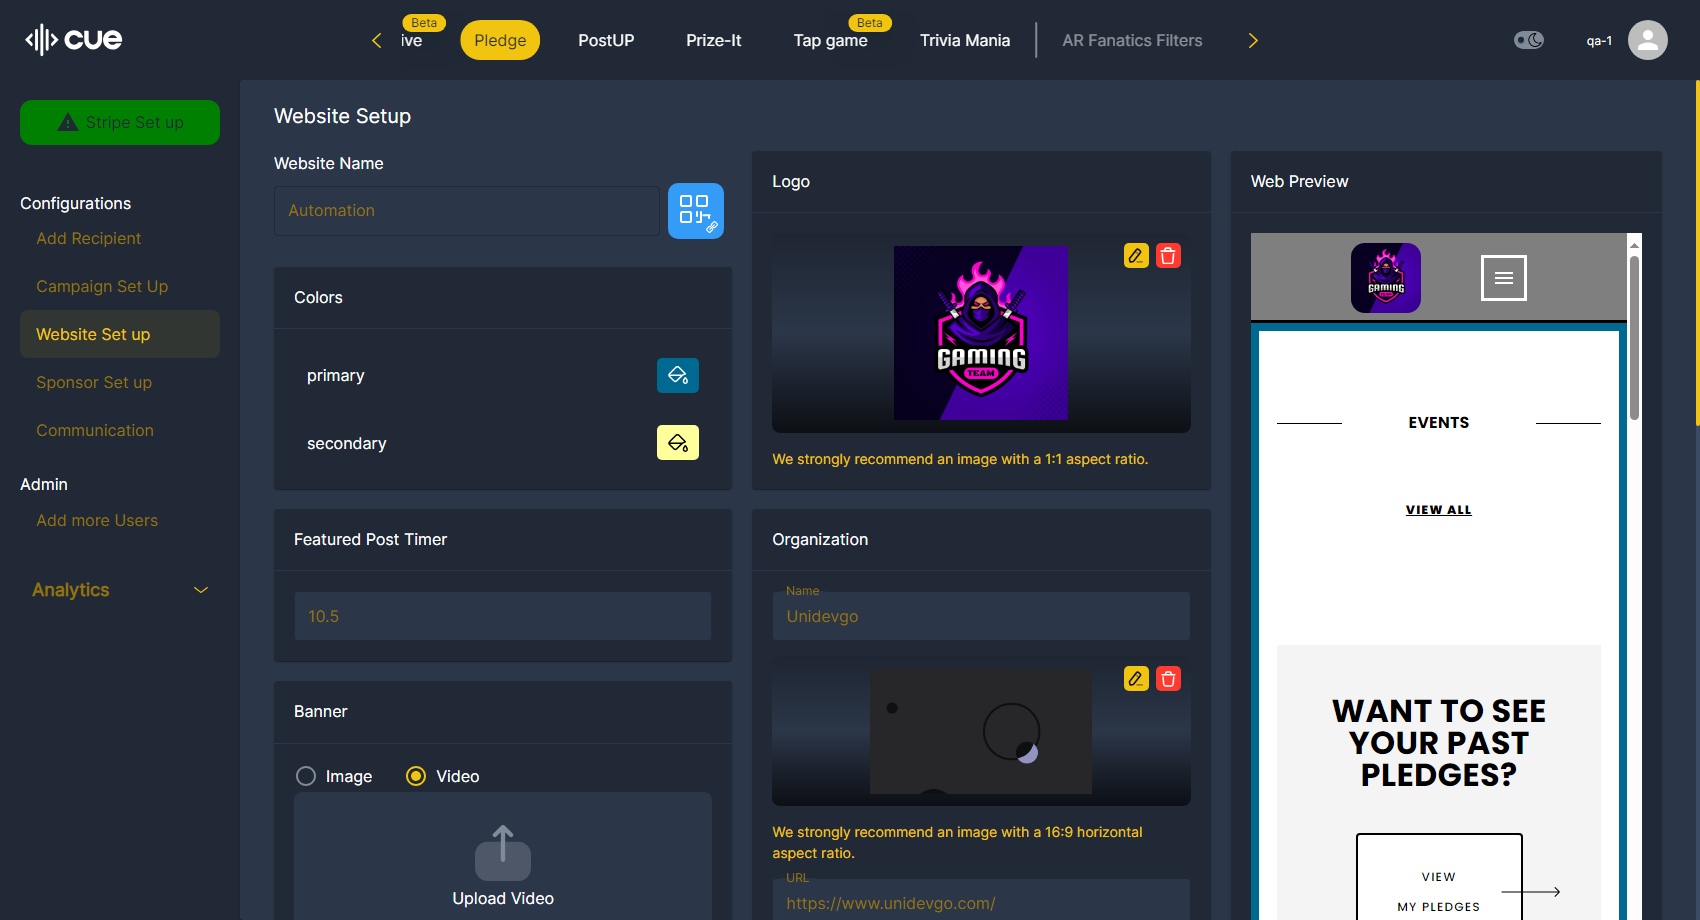 cue
Beta
ive
Pledge
PostUP
Prize-It
Beta
Tap game
Trivia Mania
AR Fanatics Filters
qa-1
Stripe Set up
Configurations
Add Recipient
Campaign Set Up
Website Set up
Sponsor Set up
Communication
Admin
Add more Users
Analytics
Website Setup
Website Name
Automation
Colors
primary
secondary
Featured Post Timer
10.5
Banner
Image
Video
Upload Video
Logo
GAMING
TEAM
We strongly recommend an image with a 1:1 aspect ratio.
Organization
Name
Unidevgo
We strongly recommend an image with a 16:9 horizontal
aspect ratio.
URL
https://www.unidevgo.com/
Web Preview
GAMING
TEAM
EVENTS
VIEW ALL
WANT TO SEE
YOUR PAST
PLEDGES?
VIEW
MY PLEDGES